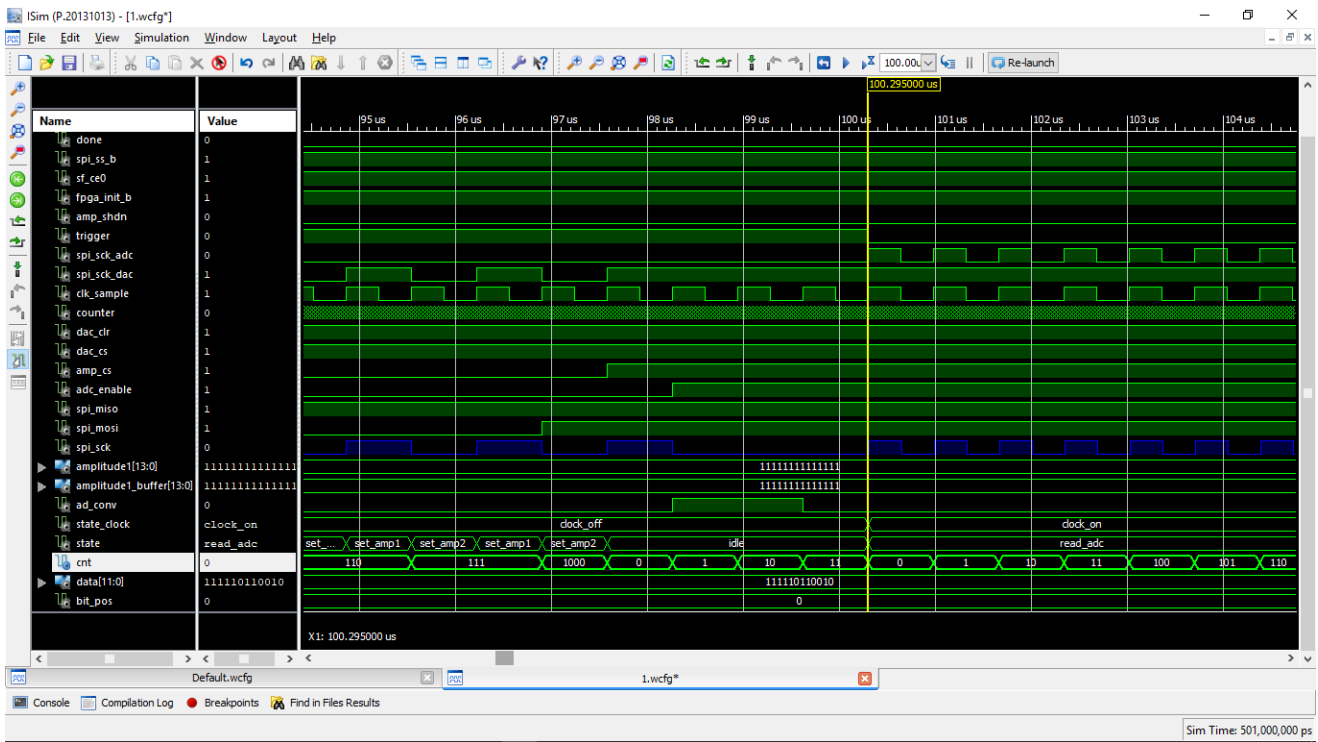 ISim (P.20131013) - [1.wcfg*]
File Edit View Simulation Window Layout Help
100.00u Re-launch
100.295000 us
Name Value
95 us 96 us 97 us 98 us 99 us 100 us 101 us 102 us 103 us 104 us
done 0
spi_ss_b 1
sf_ce0 1
fpga_init_b 1
amp_shdn 0
trigger 0
spi_sck_adc 0
spi_sck_dac 1
clk_sample 1
counter 0
dac_clr 1
dac_cs 1
amp_cs 1
adc_enable 1
spi_miso 1
spi_mosi 1
spi_sck 0
amplitude1[13:0] 11111111111111 11111111111111
amplitude1_buffer[13:0] 11111111111111 11111111111111
ad_conv 0
state_clock clock_on clock_off clock_on
state read_adc set_... set_amp1 set_amp2 set_amp1 set_amp2 idle read_adc
cnt 0 110 111 1000 0 1 10 11 0 1 10 11 100 101 110
data[11:0] 111110110010 111110110010
bit_pos 0 0
X1: 100.295000 us
Default.wcfg 1.wcfg*
Console Compilation Log Breakpoints Find in Files Results
Sim Time: 501,000,000 ps